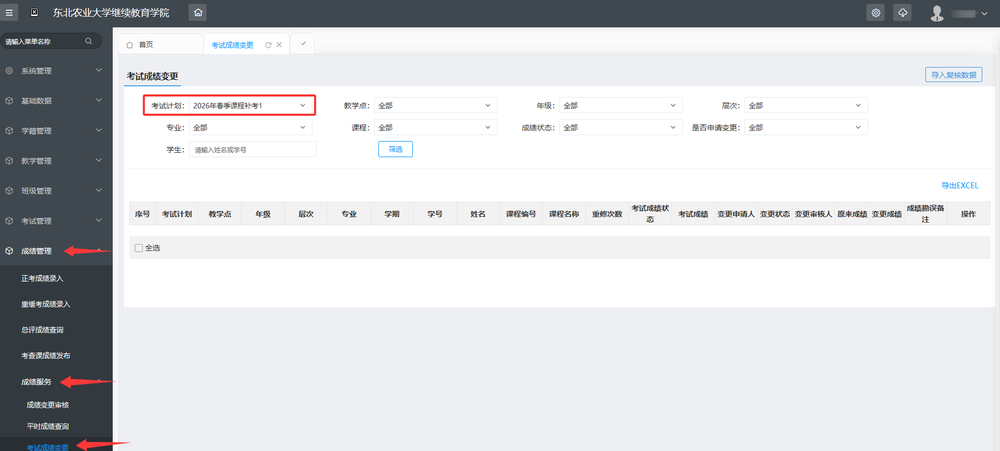 东北农业大学继续教育学院
请输入菜单名称
系统管理
基础数据
学籍管理
教学管理
班级管理
考试管理
成绩管理
正考成绩录入
重缓考成绩录入
总评成绩查询
考查课成绩发布
成绩服务
成绩变更审核
平时成绩查询
考试成绩变更
首页 考试成绩变更
考试成绩变更 导入复核数据
考试计划： 2026年春季课程补考1 教学点： 全部 年级： 全部 层次： 全部
专业： 全部 课程： 全部 成绩状态： 全部 是否申请变更： 全部
学生： 请输入姓名或学号 筛选
导出EXCEL
序号 考试计划 教学点 年级 层次 专业 学期 学号 姓名 课程编号 课程名称 重修次数 考试成绩状态 考试成绩 变更申请人 变更状态 变更审核人 原来成绩 变更成绩 成绩勘误备注 操作
全选